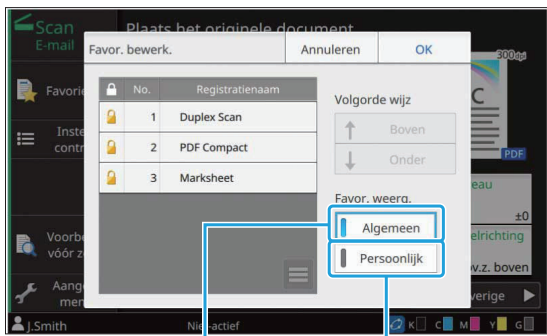 Scan
E-mail
Plaats het originele document
Favor. bewerk.
Annuleren
OK
300dpi
Favorie
No.
Registratienaam
1
Duplex Scan
2
PDF Compact
3
Marksheet
Volgorde wijz
Boven
Onder
C
PDF
Inste
contr
Favor. weerg.
Algemeen
Persoonlijk
eau
±0
elrichting
v.z. boven
Voorbe
vóór z
Aang
men
verige
J.Smith
Niet-actief
K
C
M
Y
G